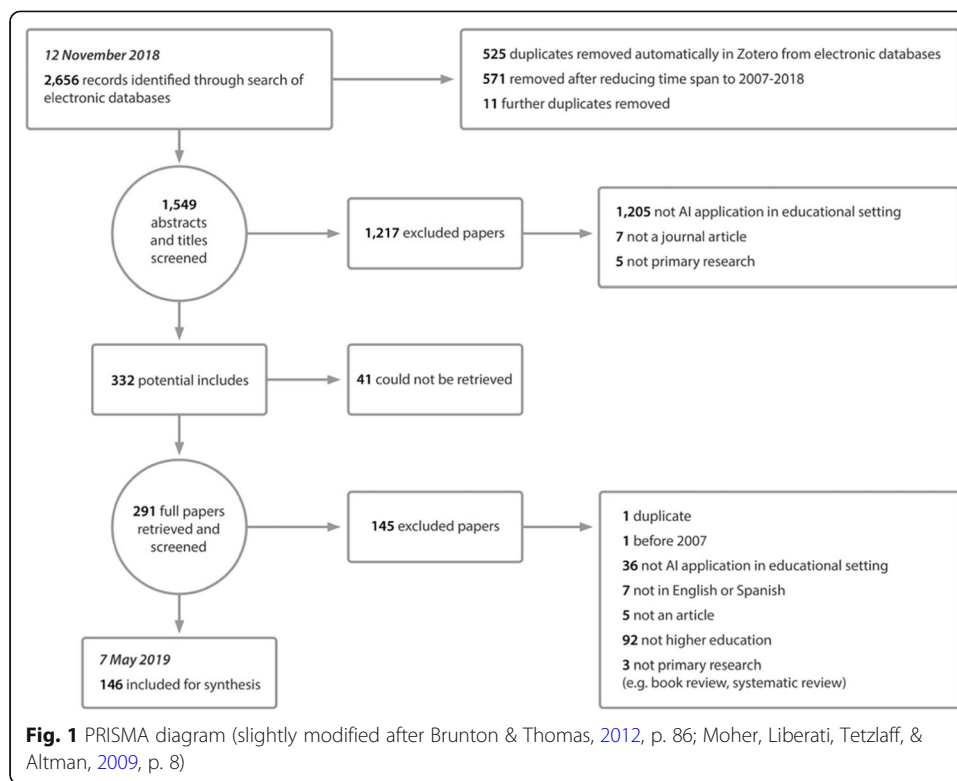 12 November 2018
2,656 records identified through search of
electronic databases
525 duplicates removed automatically in Zotero from electronic databases
571 removed after reducing time span to 2007-2018
11 further duplicates removed
1,549
abstracts
and titles
screened
1,217 excluded papers
1,205 not AI application in educational setting
7 not a journal article
5 not primary research
332 potential includes
41 could not be retrieved
291 full papers
retrieved and
screened
145 excluded papers
1 duplicate
1 before 2007
36 not AI application in educational setting
7 not in English or Spanish
5 not an article
92 not higher education
3 not primary research
(e.g. book review, systematic review)
7 May 2019
146 included for synthesis
Fig. 1 PRISMA diagram (slightly modified after Brunton & Thomas, 2012, p. 86; Moher, Liberati, Tetzlaff, &
Altman, 2009, p. 8)